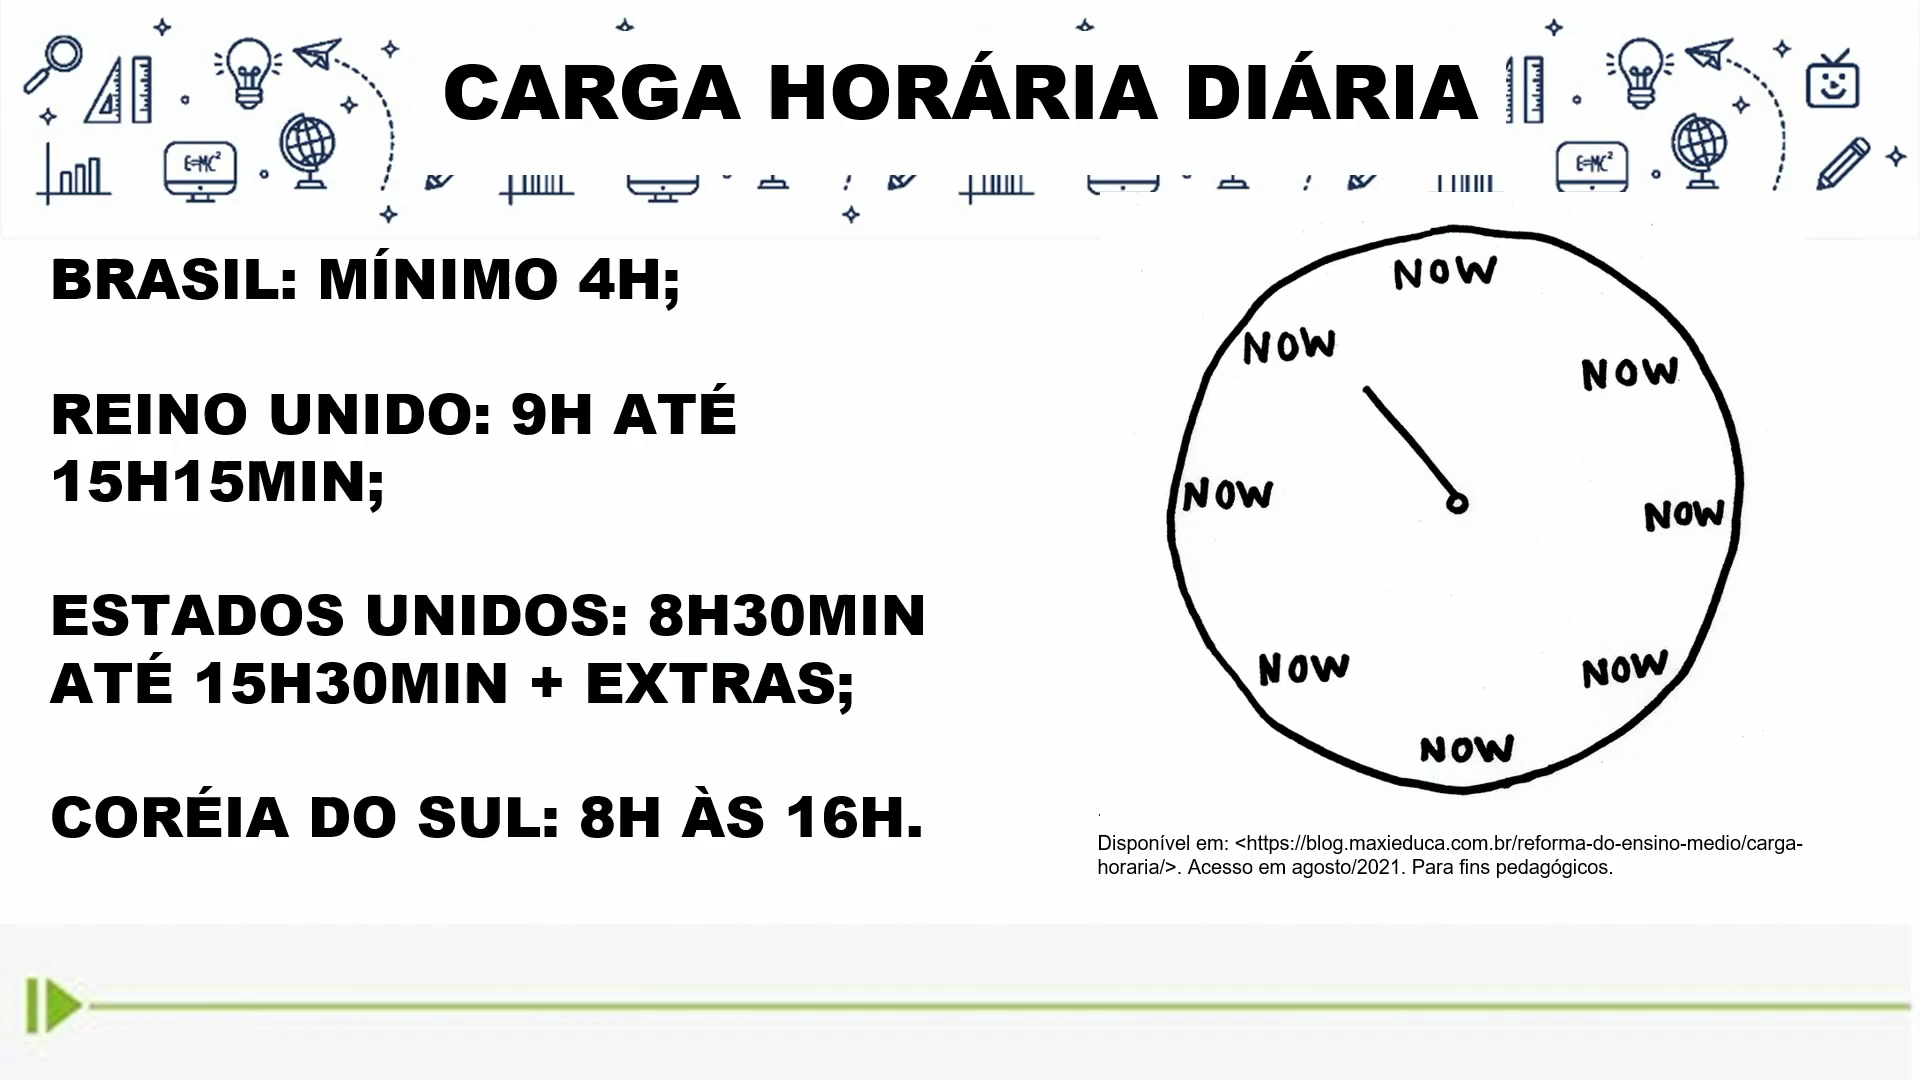 CARGA HORÁRIA DIÁRIA
E=MC²
E=MC²
BRASIL: MÍNIMO 4H;
REINO UNIDO: 9H ATÉ
15H15MIN;
ESTADOS UNIDOS: 8H30MIN
ATÉ 15H30MIN + EXTRAS;
CORÉIA DO SUL: 8H ÀS 16H.
NOW
NOW
NOW
NOW
NOW
NOW
NOW
NOW
.
Disponível em: <https://blog.maxieduca.com.br/reforma-do-ensino-medio/carga-
horaria/>. Acesso em agosto/2021. Para fins pedagógicos.